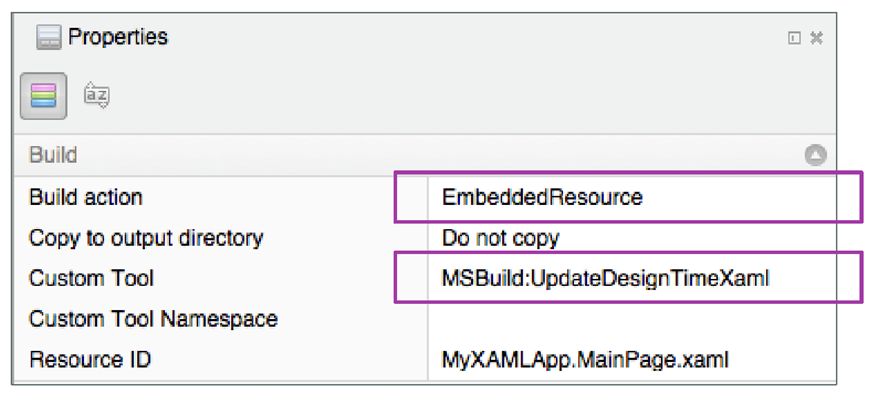 Properties
az
Build
Build action EmbeddedResource
Copy to output directory Do not copy
Custom Tool MSBuild:UpdateDesignTimeXaml
Custom Tool Namespace
Resource ID MyXAMLApp.MainPage.xaml